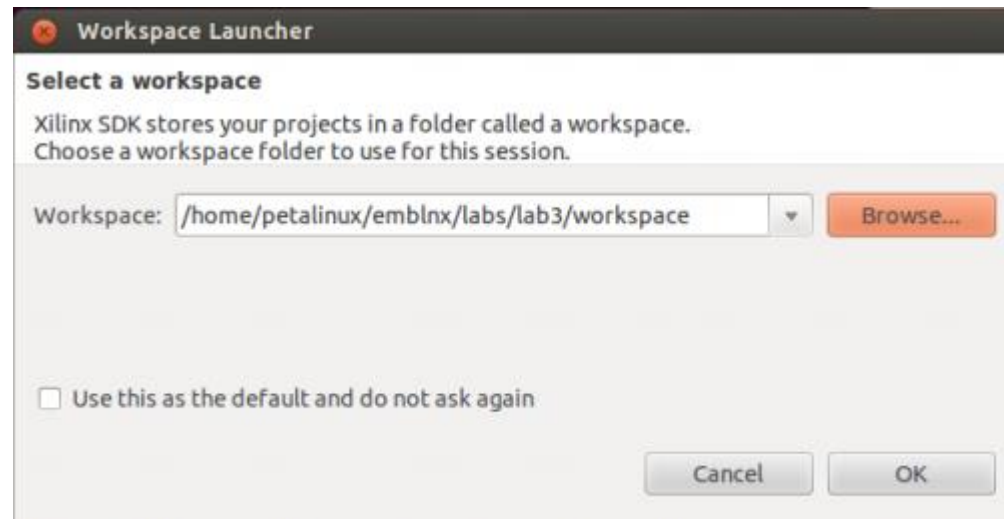 Workspace Launcher
Select a workspace
Xilinx SDK stores your projects in a folder called a workspace.
Choose a workspace folder to use for this session.
Workspace: /home/petalinux/emblnx/labs/lab3/workspace Browse...
Use this as the default and do not ask again
Cancel OK